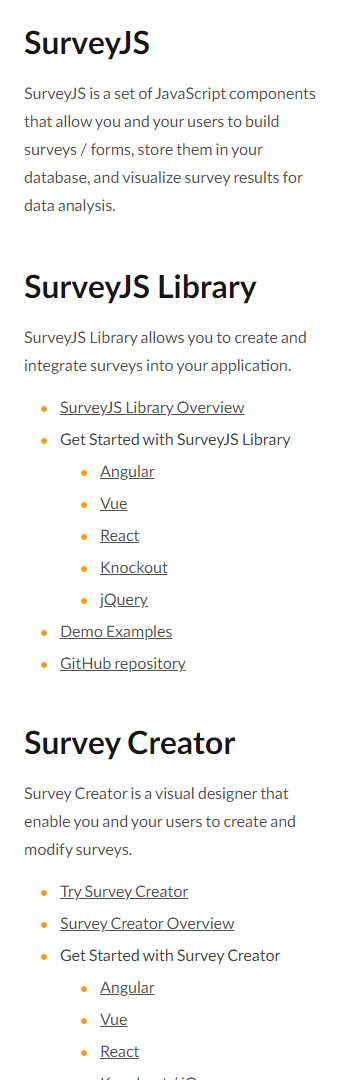 SurveyJS
SurveyJS is a set of JavaScript components
that allow you and your users to build
surveys / forms, store them in your
database, and visualize survey results for
data analysis.
SurveyJS Library
SurveyJS Library allows you to create and
integrate surveys into your application.
SurveyJS Library Overview
Get Started with SurveyJS Library
Angular
Vue
React
Knockout
jQuery
Demo Examples
GitHub repository
Survey Creator
Survey Creator is a visual designer that
enable you and your users to create and
modify surveys.
Try Survey Creator
Survey Creator Overview
Get Started with Survey Creator
Angular
Vue
React